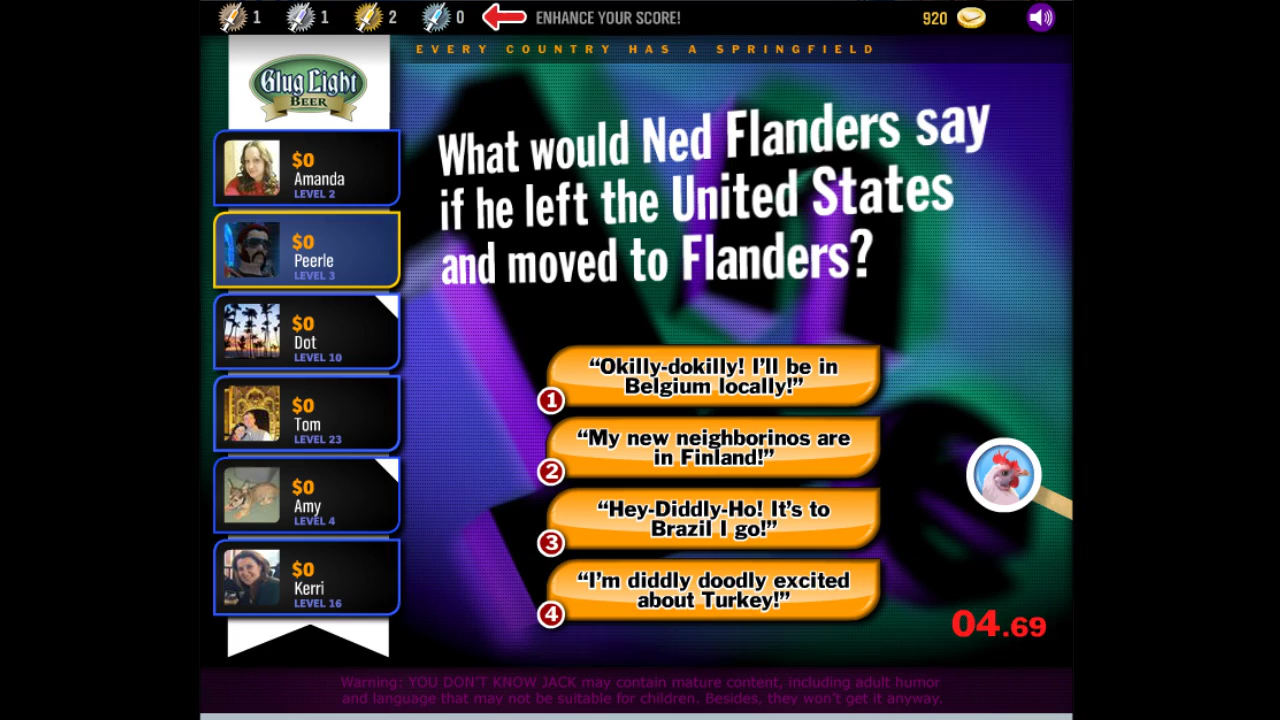 1 1 2 0 ENHANCE YOUR SCORE! 920
EVERY COUNTRY HAS A SPRINGFIELD
Glug Light
BEER
$0
Amanda
LEVEL 2
$0
Peerle
LEVEL 3
$0
Dot
LEVEL 10
$0
Tom
LEVEL 23
$0
Amy
LEVEL 4
$0
Kerri
LEVEL 16
What would Ned Flanders say
if he left the United States
and moved to Flanders?
“Okilly-dokilly! I’ll be in
Belgium locally!”
1
“My new neighborinos are
in Finland!”
2
“Hey-Diddly-Ho! It’s to
Brazil I go!”
3
“I’m diddly doodly excited
about Turkey!”
4
04.69
Warning: YOU DON’T KNOW JACK may contain mature content, including adult humor
and language that may not be suitable for children. Besides, they won’t get it anyway.